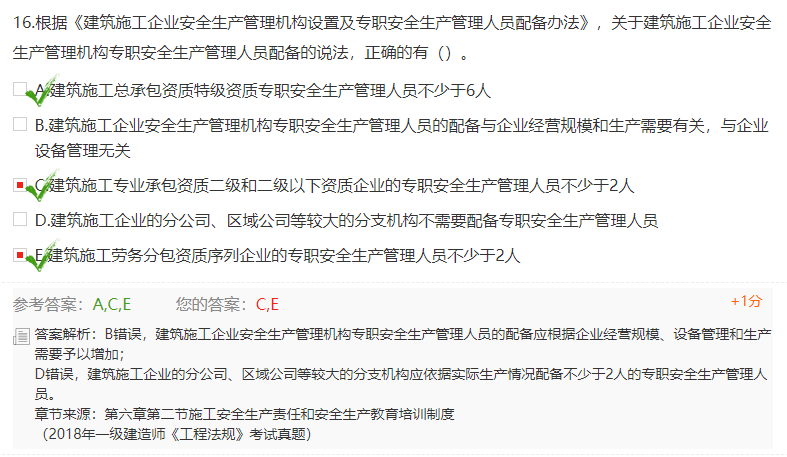 16.根据《建筑施工企业安全生产管理机构设置及专职安全生产管理人员配备办法》，关于建筑施工企业安全
生产管理机构专职安全生产管理人员配备的说法，正确的有（）。
A.建筑施工总承包资质特级资质专职安全生产管理人员不少于6人
B.建筑施工企业安全生产管理机构专职安全生产管理人员的配备与企业经营规模和生产需要有关，与企业
设备管理无关
C.建筑施工专业承包资质二级和二级以下资质企业的专职安全生产管理人员不少于2人
D.建筑施工企业的分公司、区域公司等较大的分支机构不需要配备专职安全生产管理人员
E.建筑施工劳务分包资质序列企业的专职安全生产管理人员不少于2人
参考答案：A,C,E 您的答案：C,E +1分
答案解析：B错误，建筑施工企业安全生产管理机构专职安全生产管理人员的配备应根据企业经营规模、设备管理和生产
需要予以增加；
D错误，建筑施工企业的分公司、区域公司等较大的分支机构应依据实际生产情况配备不少于2人的专职安全生产管理人
员。
章节来源：第六章第二节施工安全生产责任和安全生产教育培训制度
（2018年一级建造师《工程法规》考试真题）